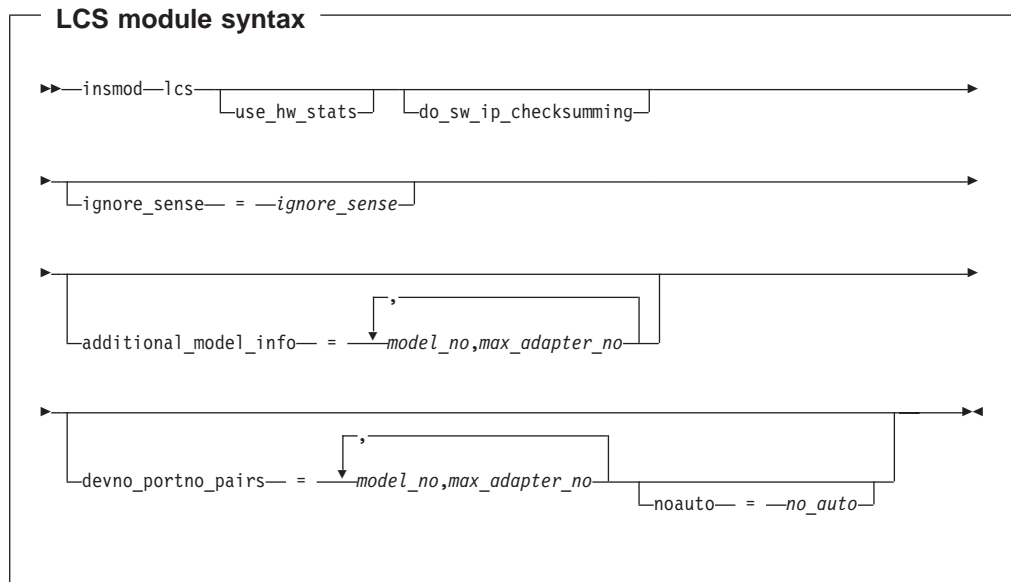 LCS module syntax
insmod lcs
use_hw_stats do_sw_ip_checksumming
ignore_sense = ignore_sense
,
additional_model_info = model_no,max_adapter_no
,
devno_portno_pairs = model_no,max_adapter_no
noauto = no_auto